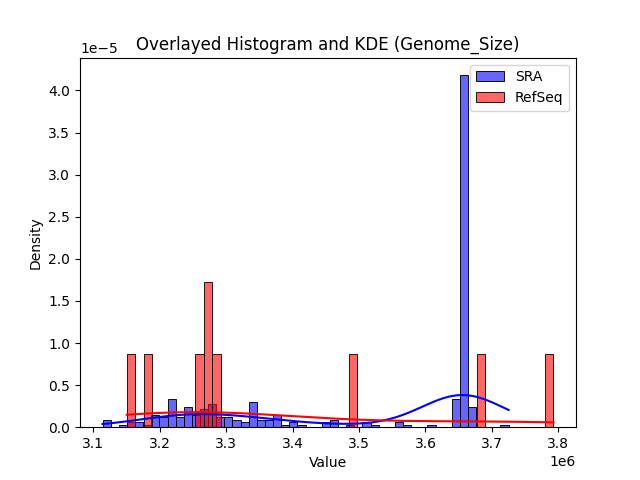 Overlayed Histogram and KDE (Genome_Size)
1e−5
SRA
RefSeq
4.0
3.5
3.0
2.5
2.0
1.5
1.0
0.5
0.0
Density
3.1 3.2 3.3 3.4 3.5 3.6 3.7 3.8
Value
1e6